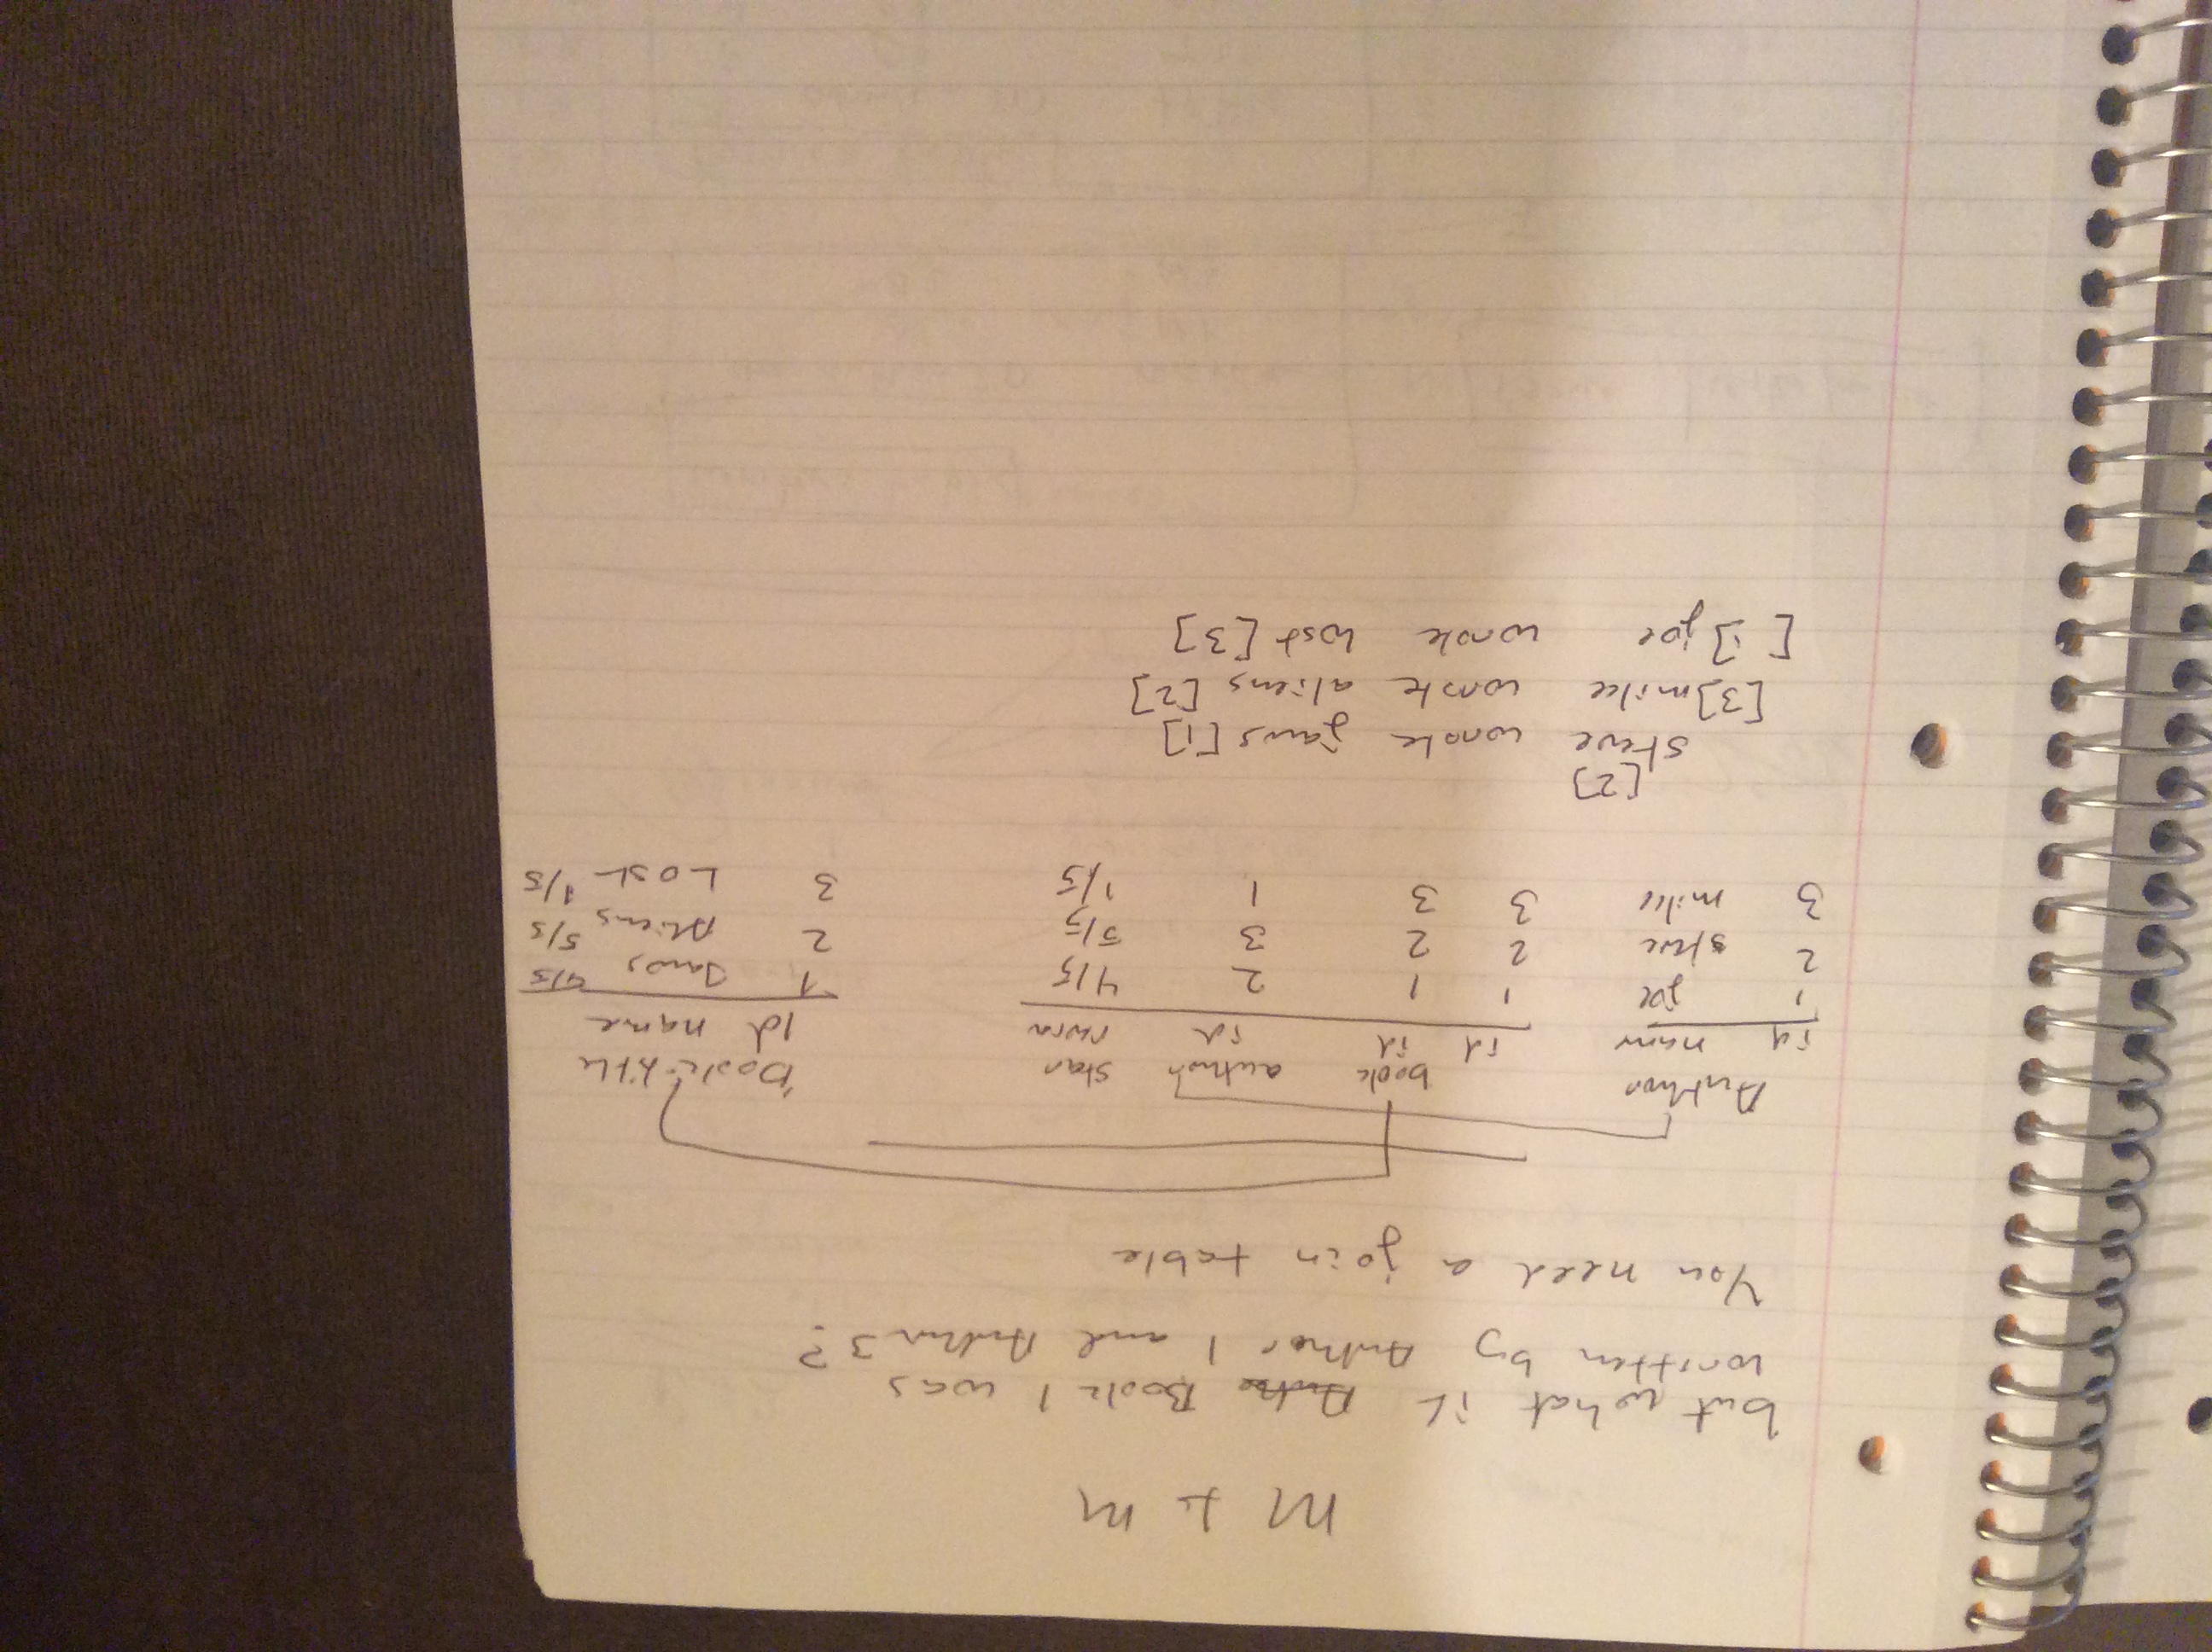 M to M
but what if Book 1 was
written by Author 1 and Author 3?
You need a join table
Author book author star Book-title
id name id id id Id name
1 joe 1 1 2 4/5 1 Jaws 4/5
2 steve 2 2 3 5/5 2 Aliens 5/5
3 mike 3 3 1 1/5 3 Lost 1/5
[2]
steve wrote jaws [1]
[3] mike wrote aliens [2]
[1] joe wrote lost [3]